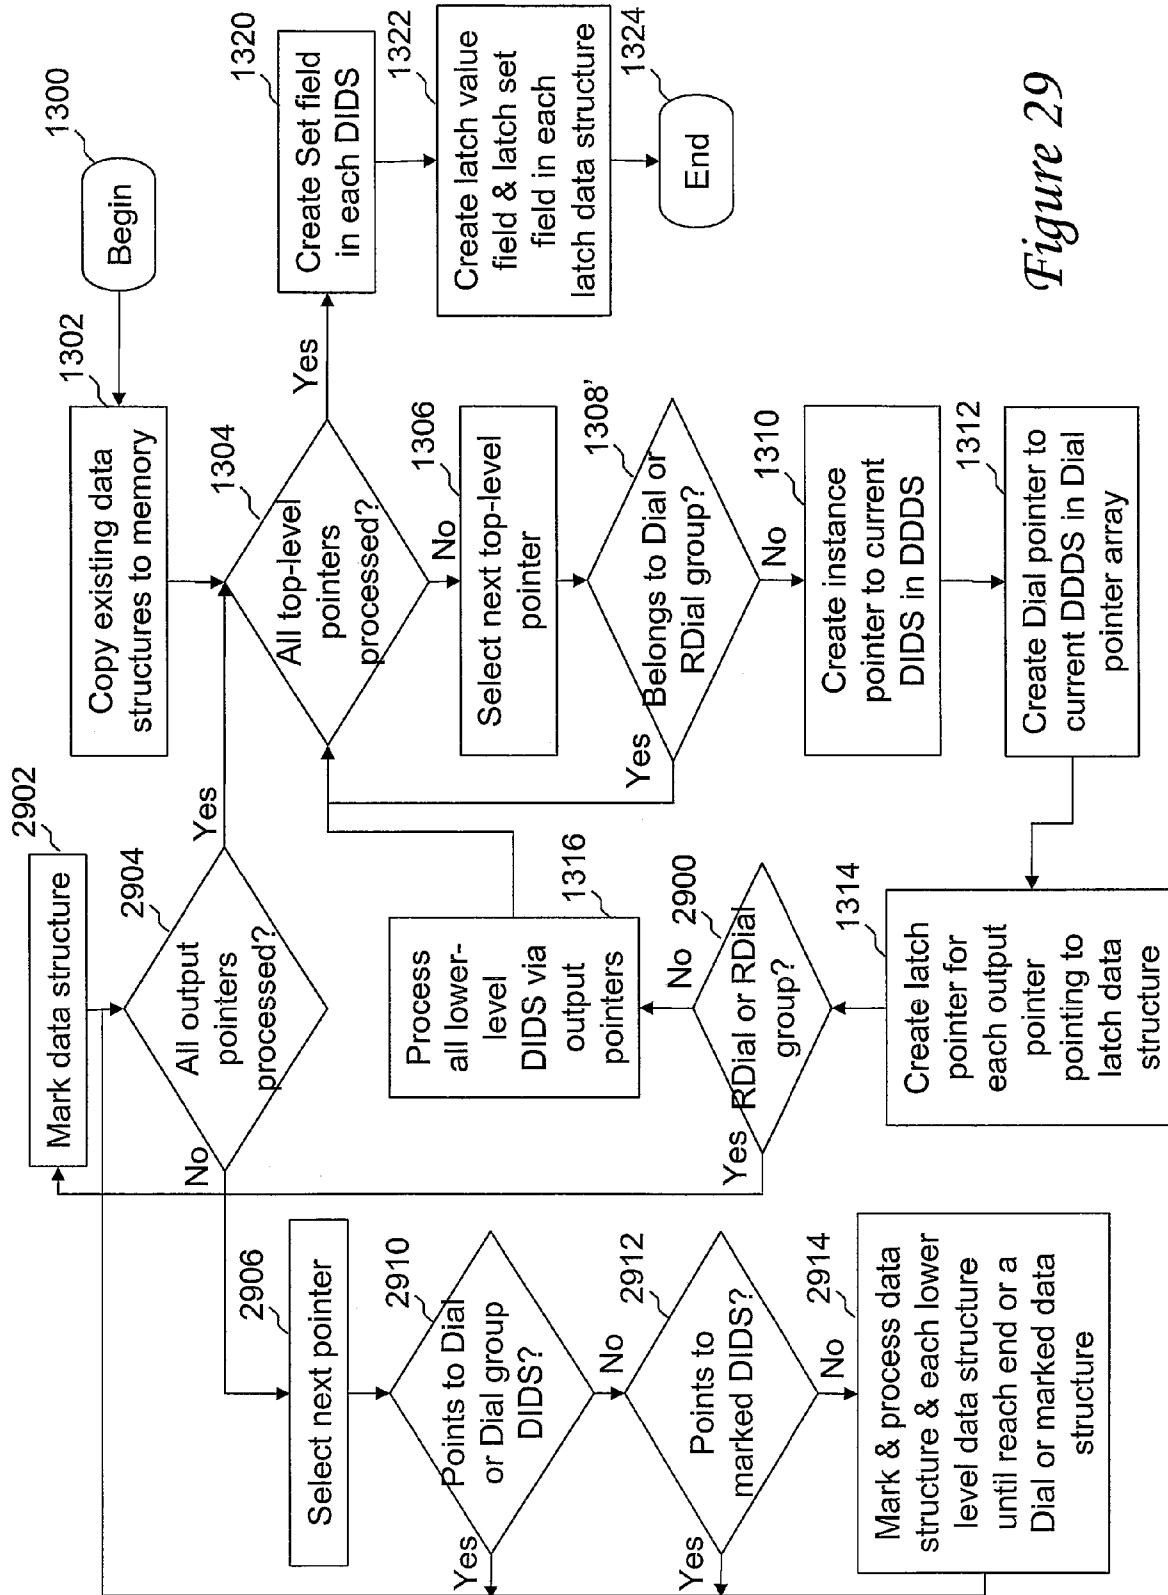 1300
Begin
1302
Copy existing data
structures to memory
1304
All top-level
pointers
processed?
Yes
No
1320
Create Set field
in each DIDS
1322
Create latch value
field & latch set
field in each
latch data structure
1324
End
1306
Select next top-level
pointer
1308'
Belongs to Dial or
RDial group?
Yes
No
1310
Create instance
pointer to current
DIDS in DDDS
1312
Create Dial pointer to
current DDDS in Dial
pointer array
1314
Create latch
pointer for
each output
pointer
pointing to
latch data
structure
2900
RDial or RDial
group?
No
Yes
1316
Process
all lower-
level
DIDS via
output
pointers
2902
Mark data structure
2904
All output
pointers
processed?
Yes
No
2906
Select next pointer
2910
Points to Dial
or Dial group
DIDS?
Yes
No
2912
Points to
marked DIDS?
Yes
No
2914
Mark & process data
structure & each lower
level data structure
until reach end or a
Dial or marked data
structure
Figure 29